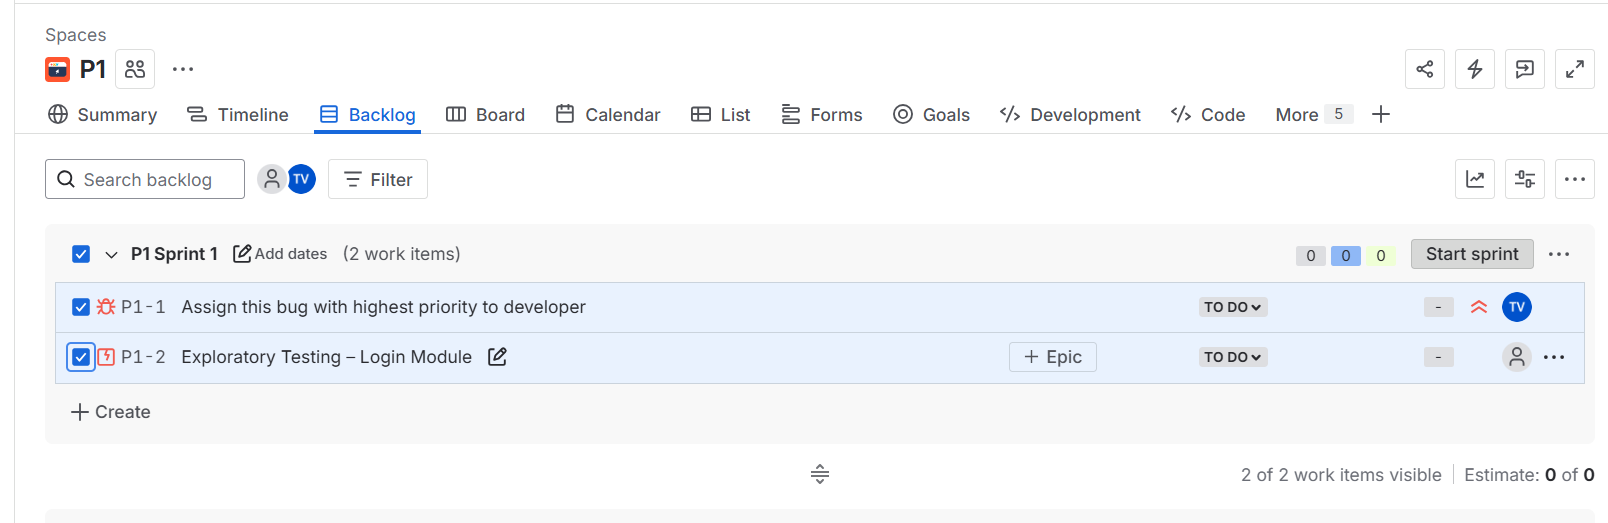 Spaces
P1
Summary Timeline Backlog Board Calendar List Forms Goals Development Code More 5
Search backlog TV Filter
P1 Sprint 1 Add dates (2 work items) 0 0 0 Start sprint
P1-1 Assign this bug with highest priority to developer TO DO - TV
P1-2 Exploratory Testing – Login Module + Epic TO DO -
+ Create
2 of 2 work items visible Estimate: 0 of 0